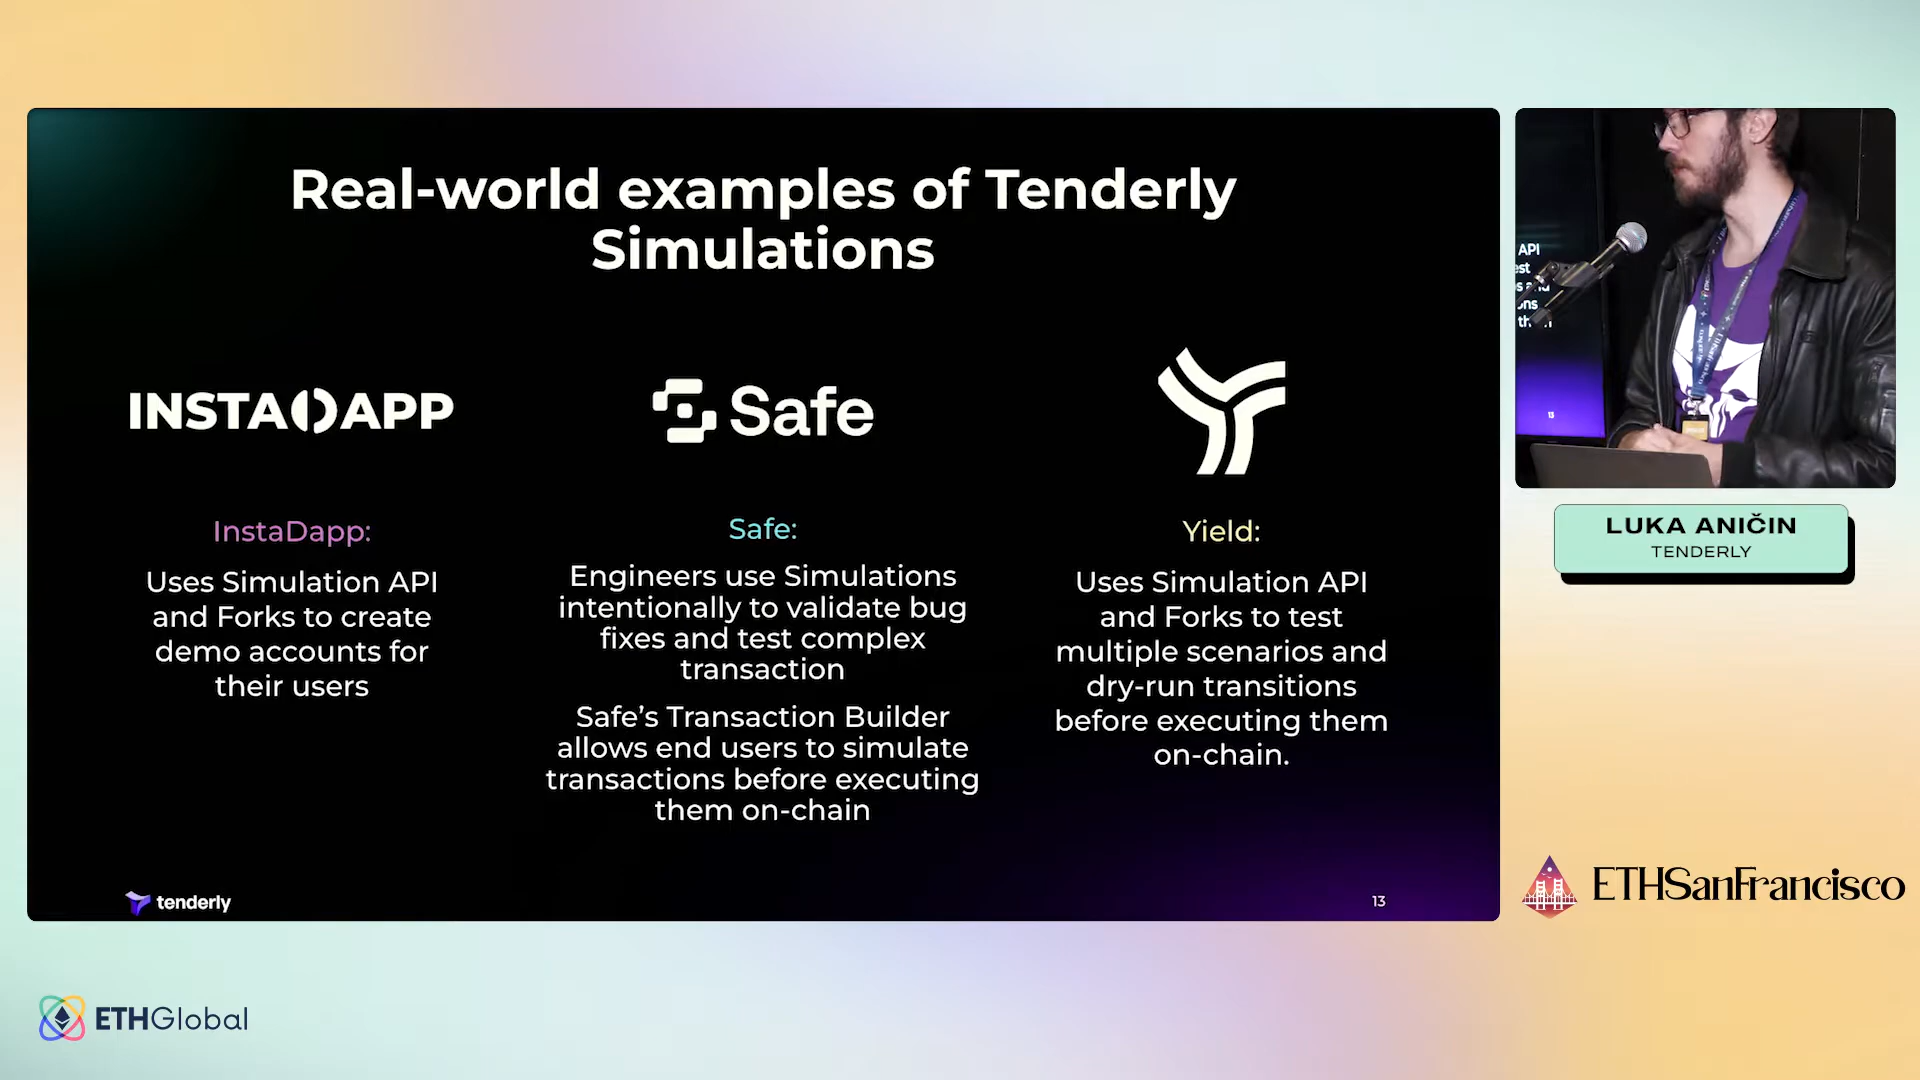 Real-world examples of Tenderly
Simulations
INSTADAPP
Safe
InstaDapp:
Uses Simulation API
and Forks to create
demo accounts for
their users
Safe:
Engineers use Simulations
intentionally to validate bug
fixes and test complex
transaction
Safe’s Transaction Builder
allows end users to simulate
transactions before executing
them on-chain
Yield:
Uses Simulation API
and Forks to test
multiple scenarios and
dry-run transitions
before executing them
on-chain.
tenderly
13
API
13
LUKA ANIČIN
TENDERLY
ETHSanFrancisco
ETHGlobal